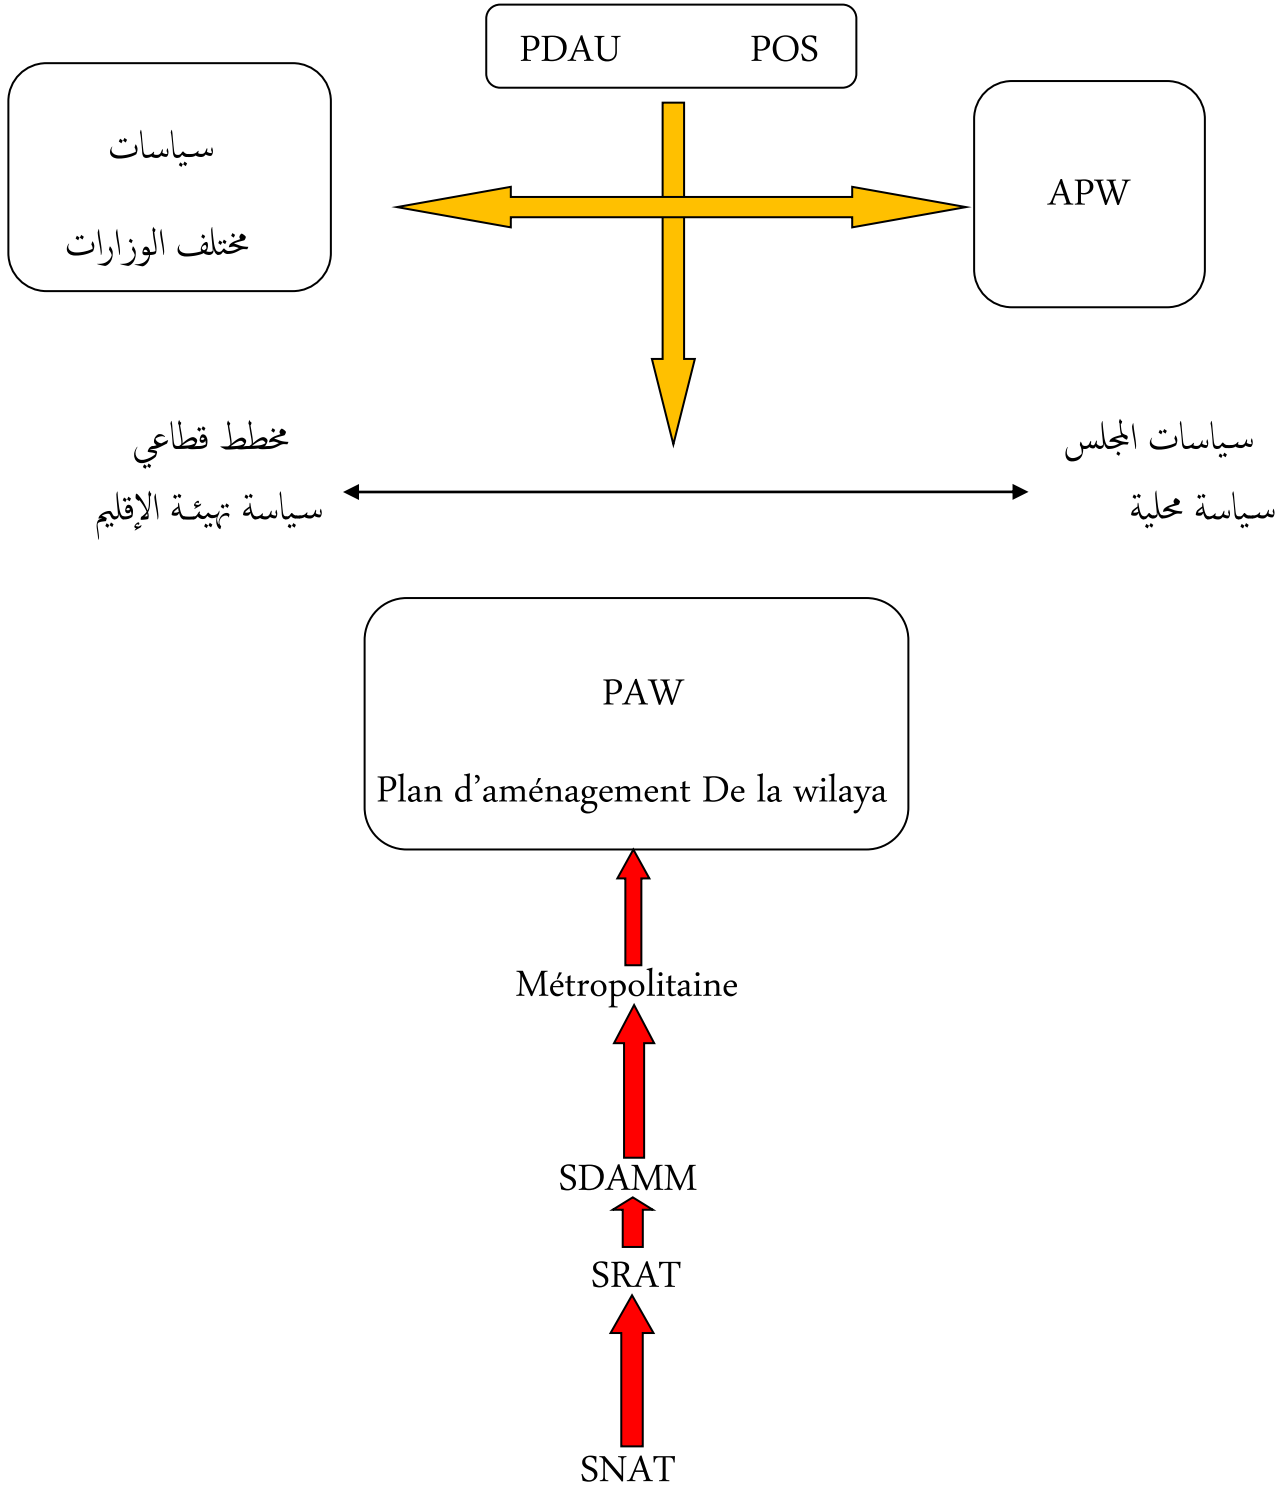 PDAU POS
سياسات
مختلف الوزارات
APW
مخطط قطاعي
سياسة تهيئة الإقليم
سياسات المجلس
سياسة محلية
PAW
Plan d’aménagement De la wilaya
Métropolitaine
SDAMM
SRAT
SNAT